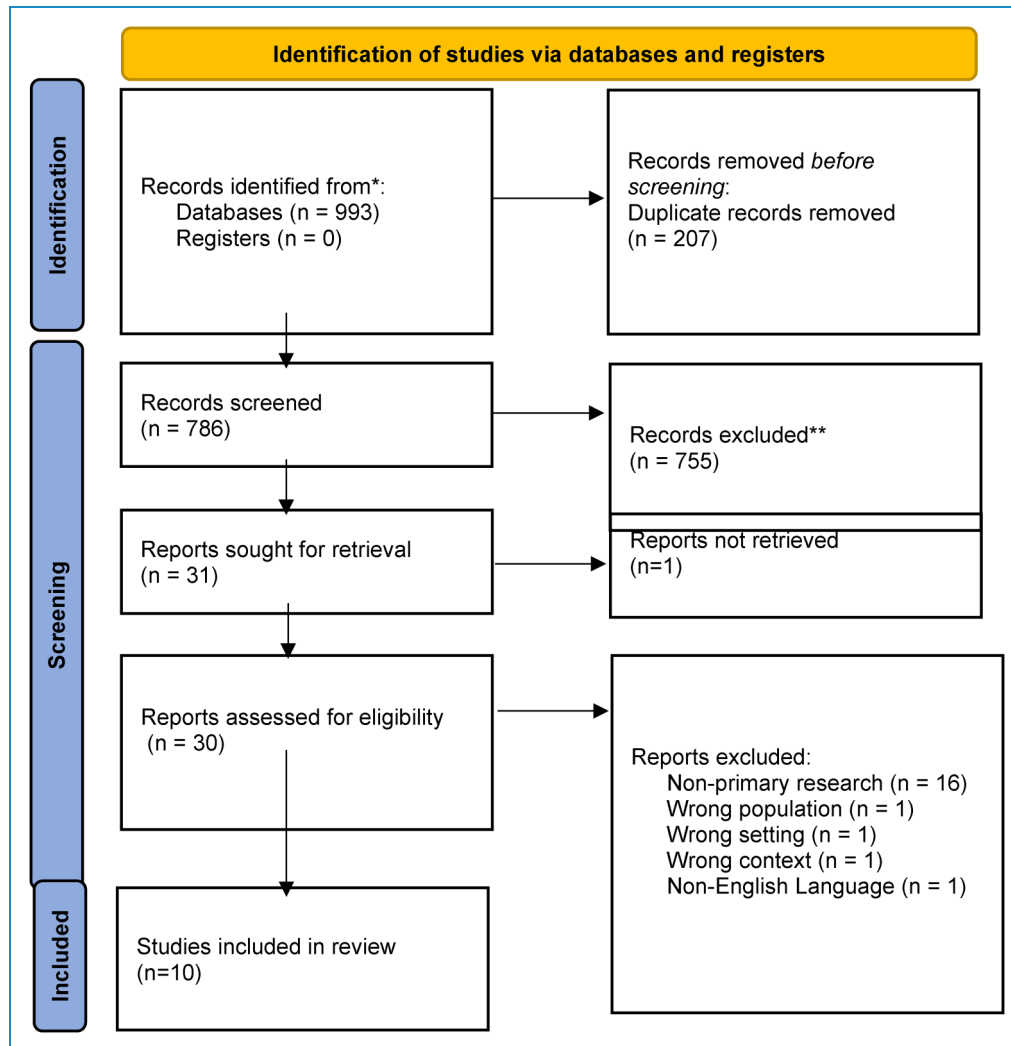 Identification of studies via databases and registers
Identification
Records identified from*:
Databases (n = 993)
Registers (n = 0)
Records removed before
screening:
Duplicate records removed
(n = 207)
Screening
Records screened
(n = 786)
Records excluded**
(n = 755)
Reports sought for retrieval
(n = 31)
Reports not retrieved
(n=1)
Reports assessed for eligibility
(n = 30)
Reports excluded:
Non-primary research (n = 16)
Wrong population (n = 1)
Wrong setting (n = 1)
Wrong context (n = 1)
Non-English Language (n = 1)
Included
Studies included in review
(n=10)